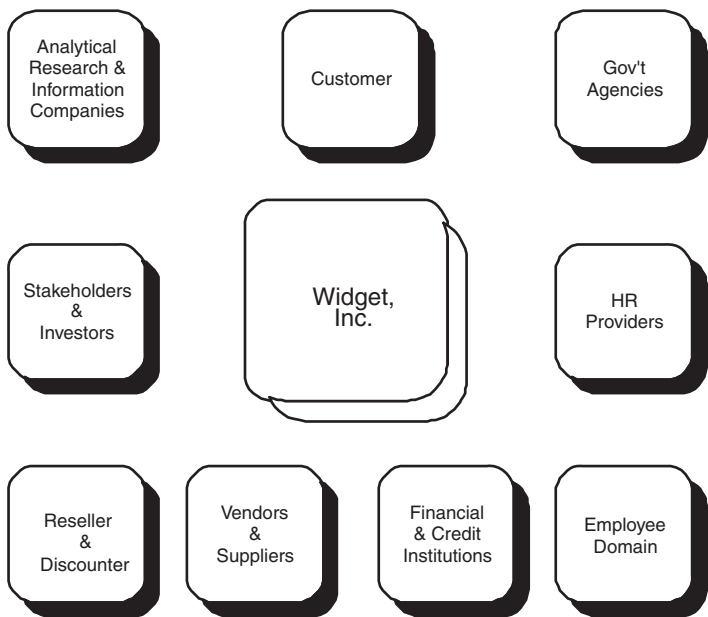 Analytical
Research &
Information
Companies
Customer
Gov't
Agencies
Stakeholders
&
Investors
Widget,
Inc.
HR
Providers
Reseller
&
Discounter
Vendors
&
Suppliers
Financial
& Credit
Institutions
Employee
Domain